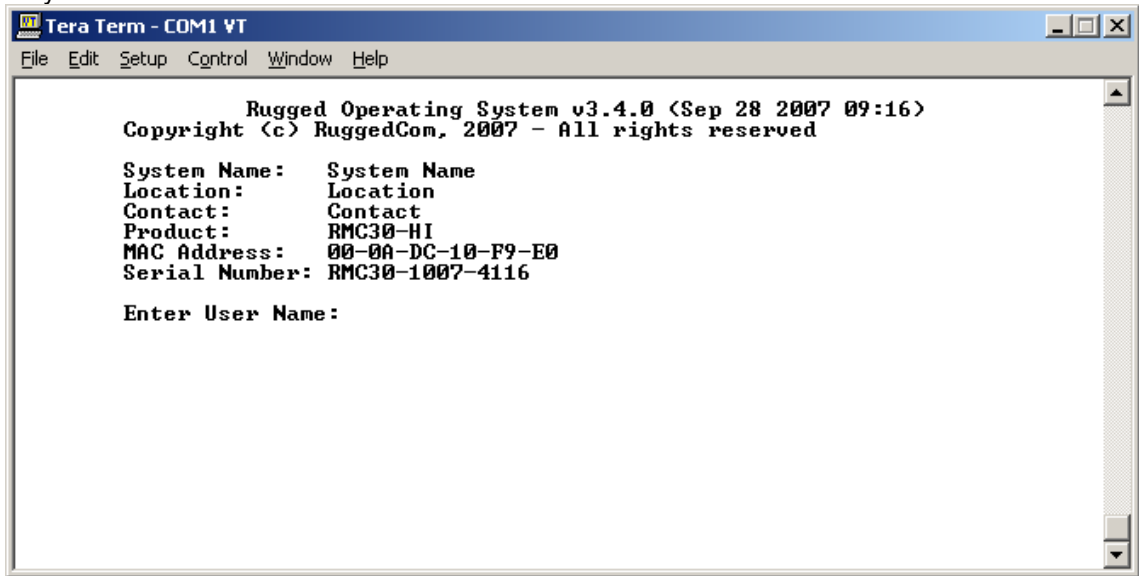 Tera Term - COM1 VT
File Edit Setup Control Window Help
Rugged Operating System v3.4.0 (Sep 28 2007 09:16)
Copyright (c) RuggedCom, 2007 - All rights reserved
System Name: System Name
Location: Location
Contact: Contact
Product: RMC30-HI
MAC Address: 00-0A-DC-10-F9-E0
Serial Number: RMC30-1007-4116
Enter User Name: